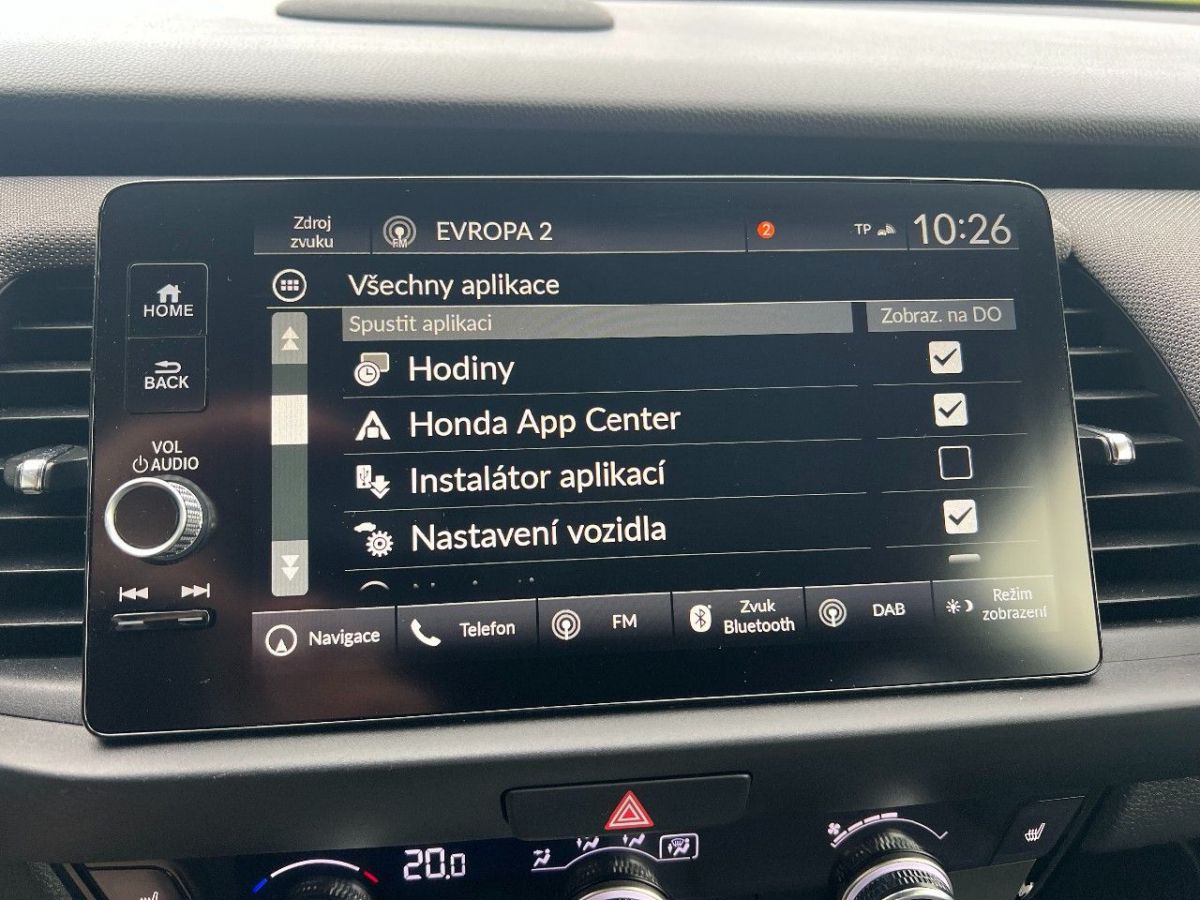 Zdroj
zvuku
FM
EVROPA 2
2
TP
10:26
HOME
Všechny aplikace
Spustit aplikaci
Zobraz. na DO
BACK
Hodiny
Honda App Center
VOL
AUDIO
Instalátor aplikací
Nastavení vozidla
Navigace
Telefon
FM
Zvuk
Bluetooth
DAB
Režim
zobrazení
20.0